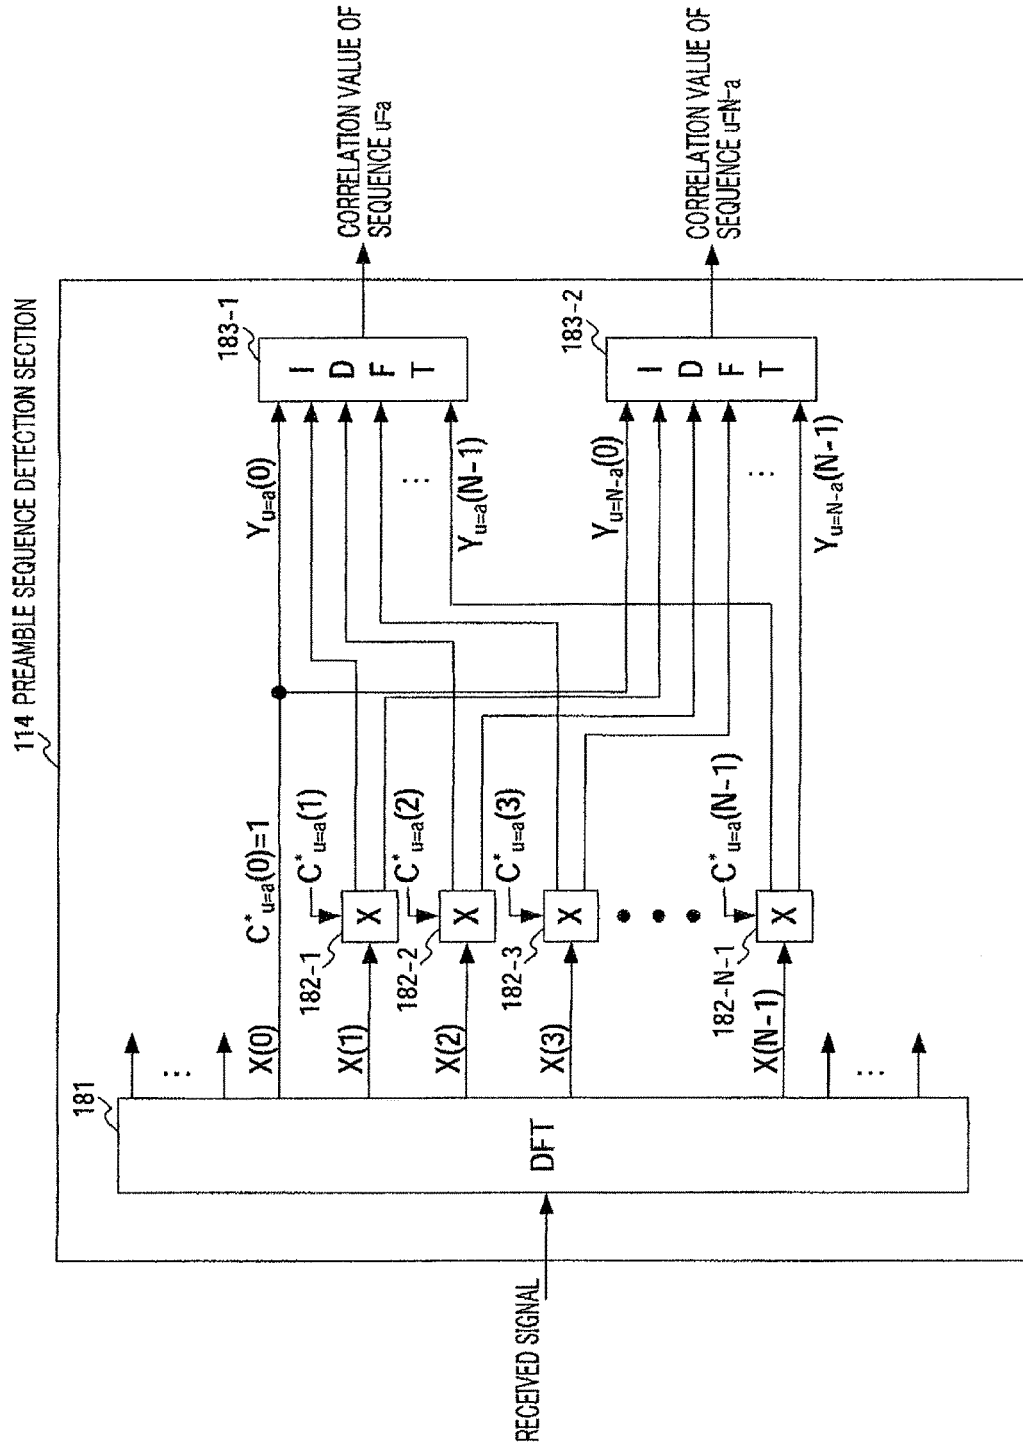 114 PREAMBLE SEQUENCE DETECTION SECTION
RECEIVED SIGNAL
181
DFT
...
X(0)
X(1)
X(2)
X(3)
X(N-1)
...
C*u=a(0)=1
C*u=a(1)
182-1
X
C*u=a(2)
182-2
X
C*u=a(3)
182-3
X
C*u=a(N-1)
182-N-1
X
Yu=a(0)
...
Yu=a(N-1)
183-1
IDFT
CORRELATION VALUE OF
SEQUENCE u=a
Yu=N-a(0)
...
Yu=N-a(N-1)
183-2
IDFT
CORRELATION VALUE OF
SEQUENCE u=N-a